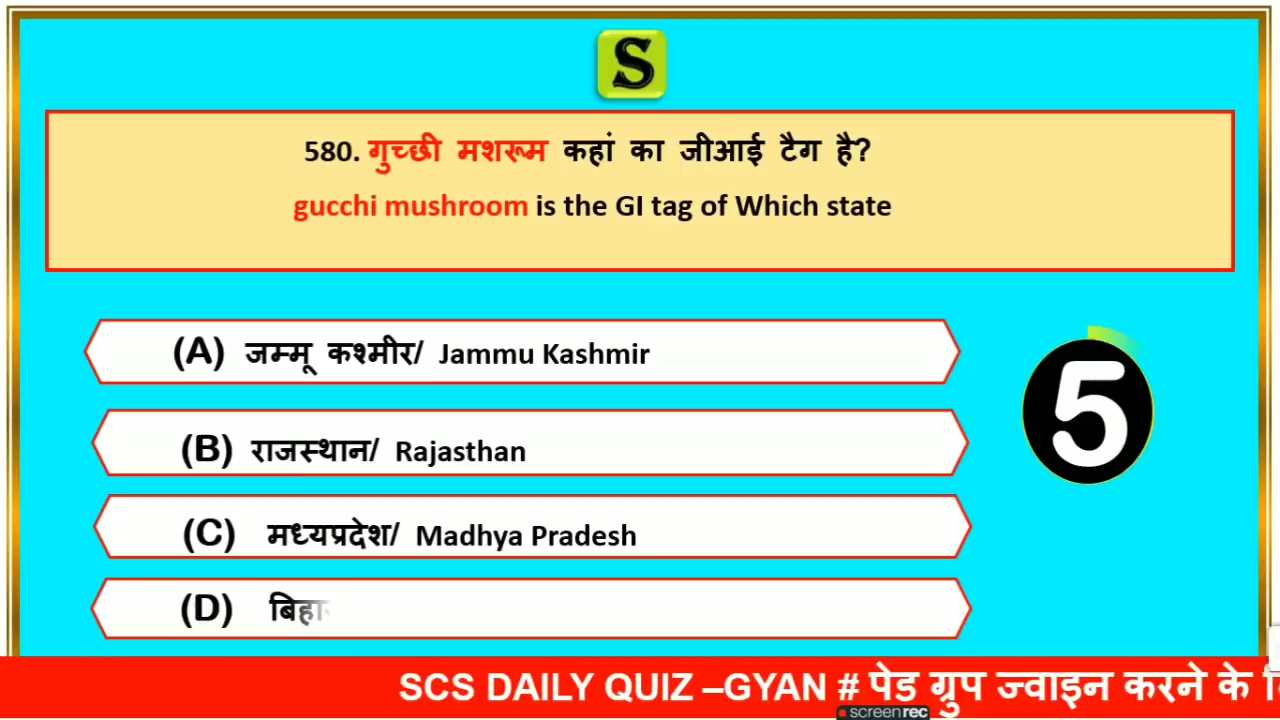 S
580. गुच्छी मशरूम कहां का जीआई टैग है?
gucchi mushroom is the GI tag of Which state
(A) जम्मू कश्मीर/ Jammu Kashmir
5
(B) राजस्थान/ Rajasthan
(C) मध्यप्रदेश/ Madhya Pradesh
(D)
SCS DAILY QUIZ –GYAN # पेड ग्रुप ज्वाइन करने के
screenrec